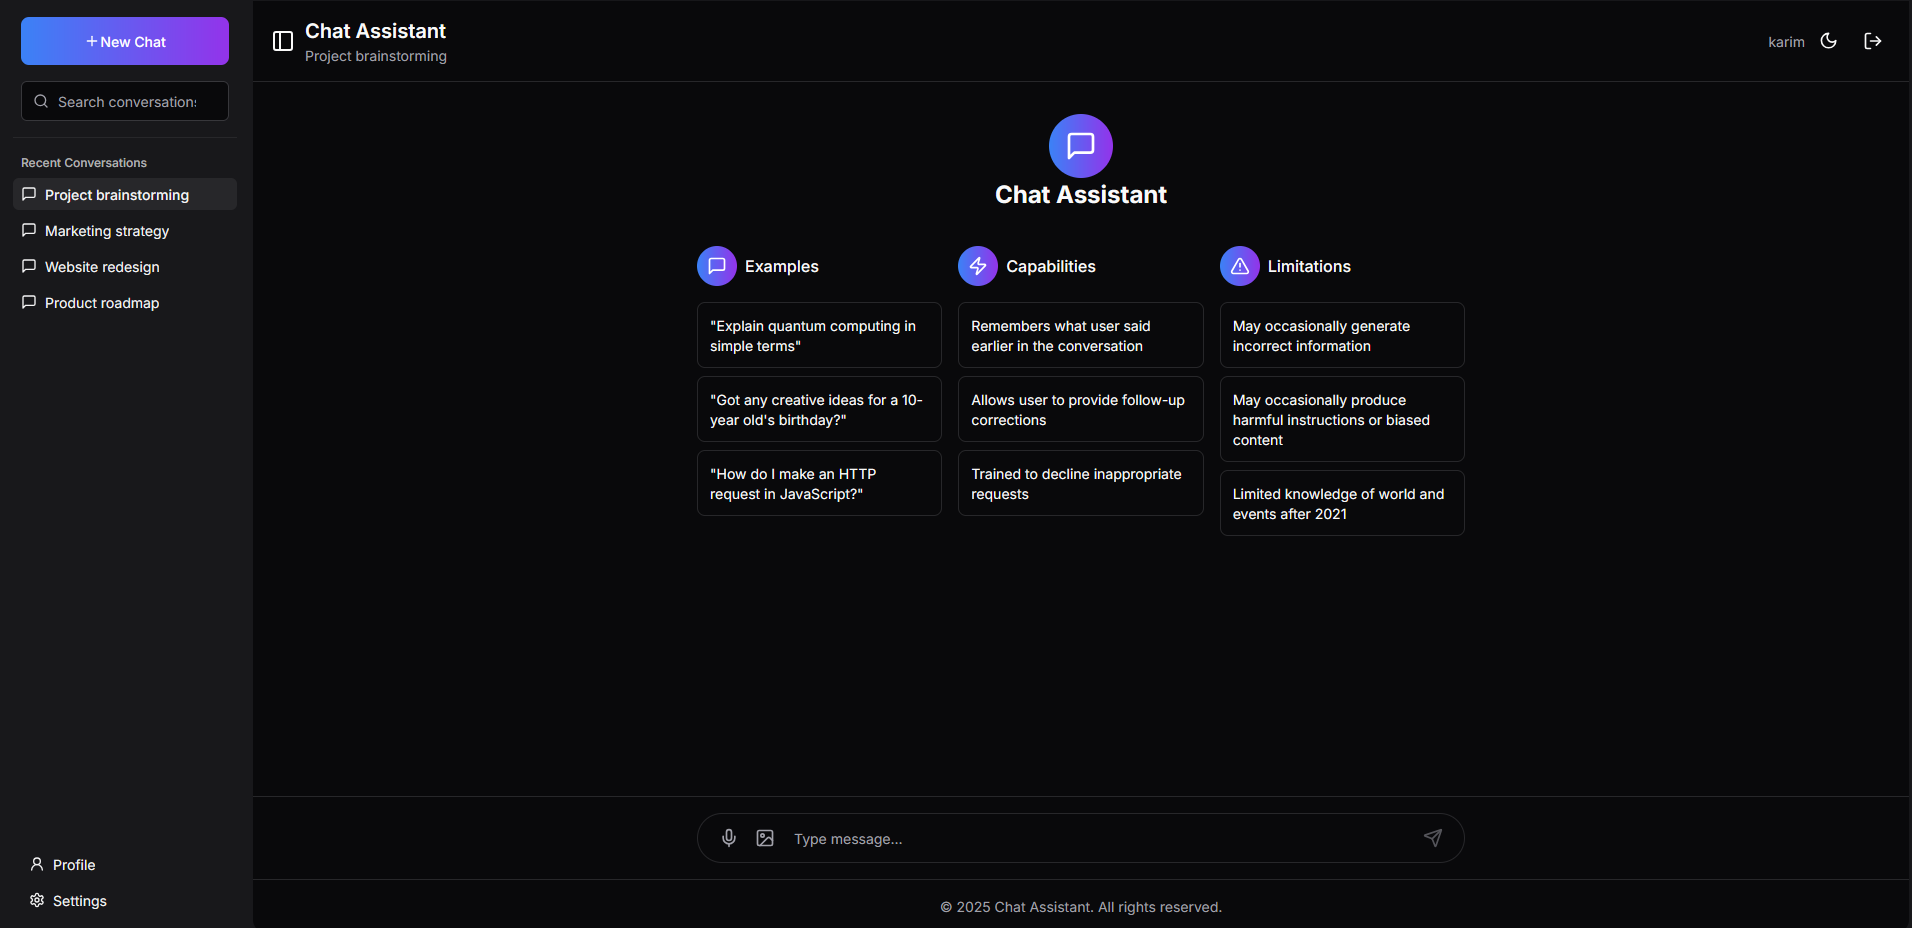 New Chat
Search conversations
Recent Conversations
Project brainstorming
Marketing strategy
Website redesign
Product roadmap
Profile
Settings
Chat Assistant
Project brainstorming
karim
Chat Assistant
Examples
"Explain quantum computing in
simple terms"
"Got any creative ideas for a 10-
year old's birthday?"
"How do I make an HTTP
request in JavaScript?"
Capabilities
Remembers what user said
earlier in the conversation
Allows user to provide follow-up
corrections
Trained to decline inappropriate
requests
Limitations
May occasionally generate
incorrect information
May occasionally produce
harmful instructions or biased
content
Limited knowledge of world and
events after 2021
Type message...
© 2025 Chat Assistant. All rights reserved.